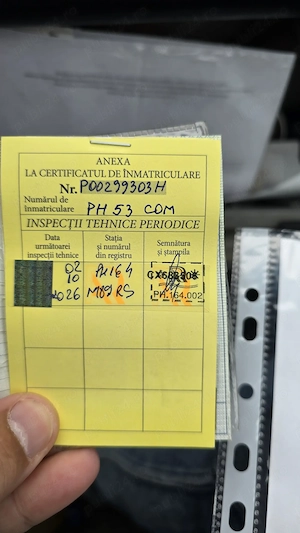 ANEXA
LA CERTIFICATUL DE ÎNMATRICULARE
Nr. P00299303H
Numărul de înmatriculare PH 53 COM
INSPECȚII TEHNICE PERIODICE
Data următoarei inspecții tehnice
Stația și numărul din registru
Semnătura și ștampila
02
10
2026
PH164
PH.164.002